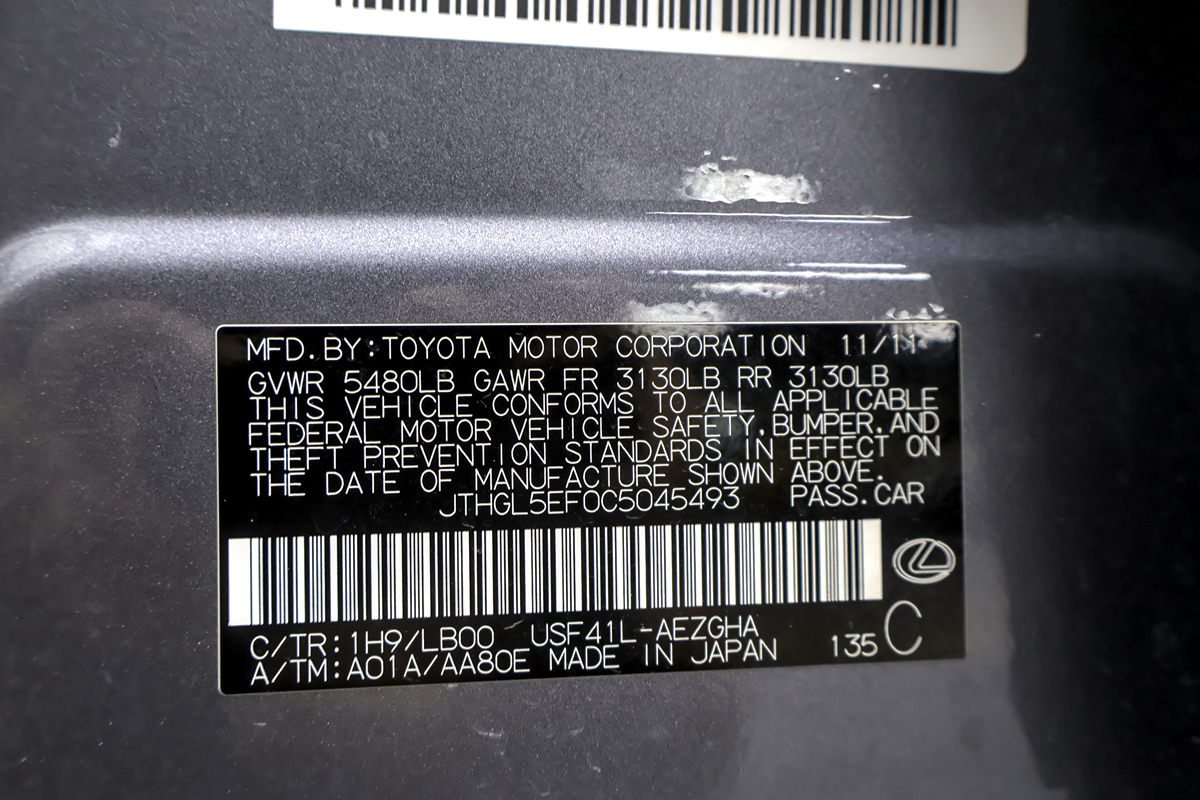 MFD.BY:TOYOTA MOTOR CORPORATION 11/11
GVWR 5480LB GAWR FR 3130LB RR 3130LB
THIS VEHICLE CONFORMS TO ALL APPLICABLE
FEDERAL MOTOR VEHICLE SAFETY,BUMPER,AND
THEFT PREVENTION STANDARDS IN EFFECT ON
THE DATE OF MANUFACTURE SHOWN ABOVE.
JTHGL5EF0C5045493 PASS.CAR
C/TR:1H9/LB00 USF41L-AEZGHA
A/TM:A01A/AA80E MADE IN JAPAN 135 C